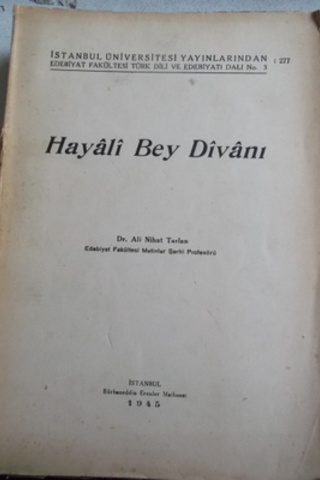 İSTANBUL ÜNİVERSİTESİ YAYINLARINDAN : 277
EDEBİYAT FAKÜLTESİ TÜRK DİLİ VE EDEBİYATI DALI No. 3
Hayâlî Bey Dîvânı
Dr. Ali Nihat Tarlan
Edebiyat Fakültesi Metinler Şerhi Profesörü
İSTANBUL
Bürhaneddin Erenler Matbaası
1945